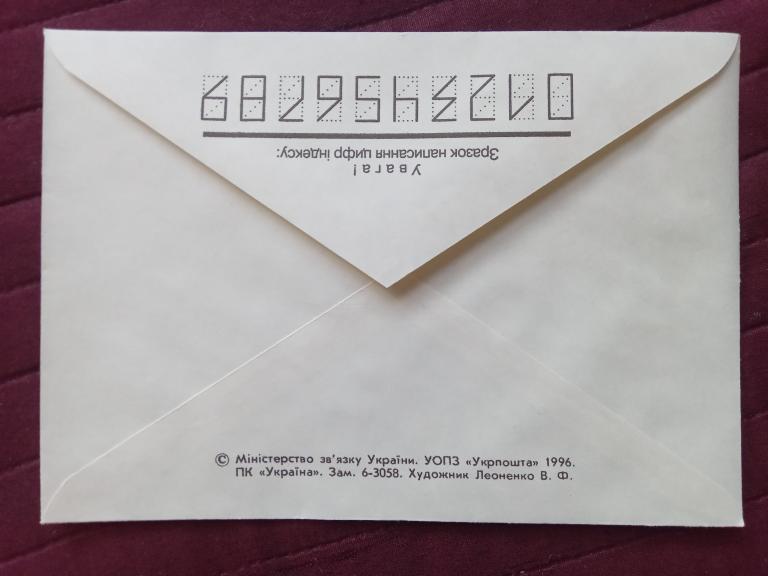 Увага!
Зразок написання цифр індексу:
0123456789
© Міністерство зв'язку України. УОПЗ «Укрпошта» 1996.
ПК «Україна». Зам. 6-3058. Художник Леоненко В. Ф.